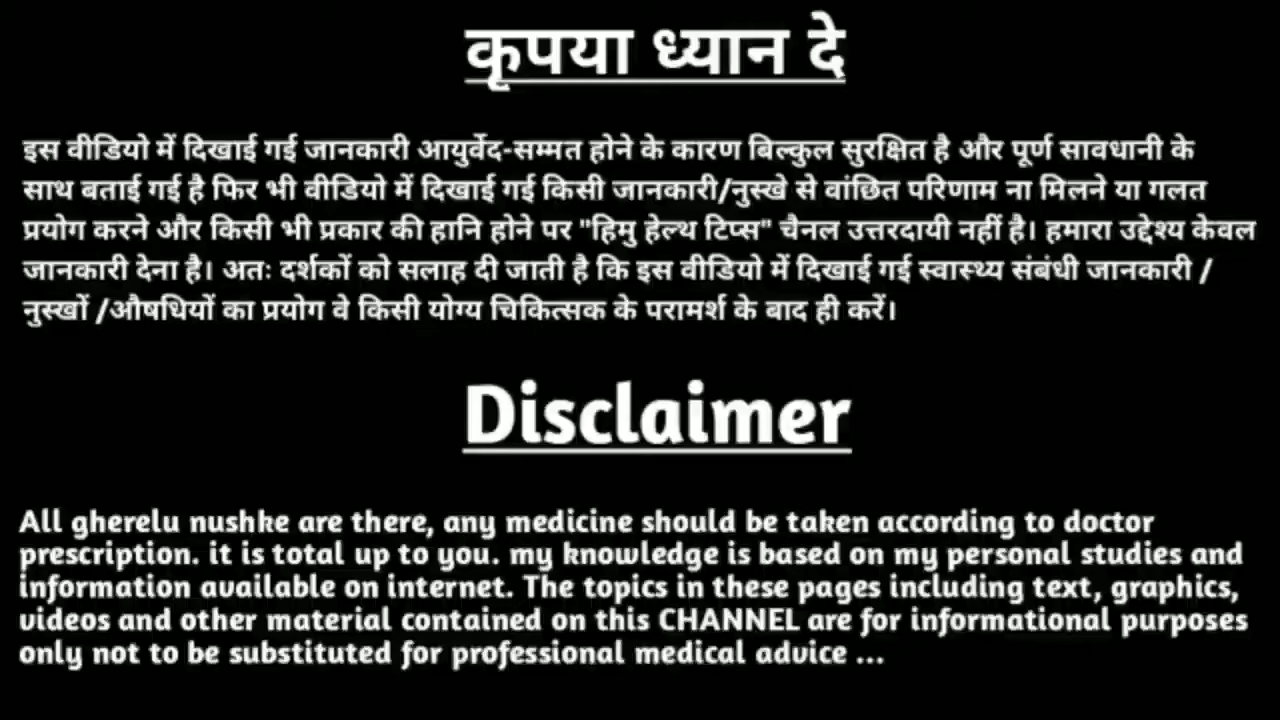 कृपया ध्यान दे
इस वीडियो में दिखाई गई जानकारी आयुर्वेद-सम्मत होने के कारण बिल्कुल सुरक्षित है और पूर्ण सावधानी के
साथ बताई गई है फिर भी वीडियो में दिखाई गई किसी जानकारी/नुस्खे से वांछित परिणाम ना मिलने या गलत
प्रयोग करने और किसी भी प्रकार की हानि होने पर "हिमु हेल्थ टिप्स" चैनल उत्तरदायी नहीं है। हमारा उद्देश्य केवल
जानकारी देना है। अतः दर्शकों को सलाह दी जाती है कि इस वीडियो में दिखाई गई स्वास्थ्य संबंधी जानकारी /
नुस्खों /औषधियों का प्रयोग वे किसी योग्य चिकित्सक के परामर्श के बाद ही करें।
Disclaimer
All gherelu nushke are there, any medicine should be taken according to doctor
prescription. it is total up to you. my knowledge is based on my personal studies and
information available on internet. The topics in these pages including text, graphics,
videos and other material contained on this CHANNEL are for informational purposes
only not to be substituted for professional medical advice ...